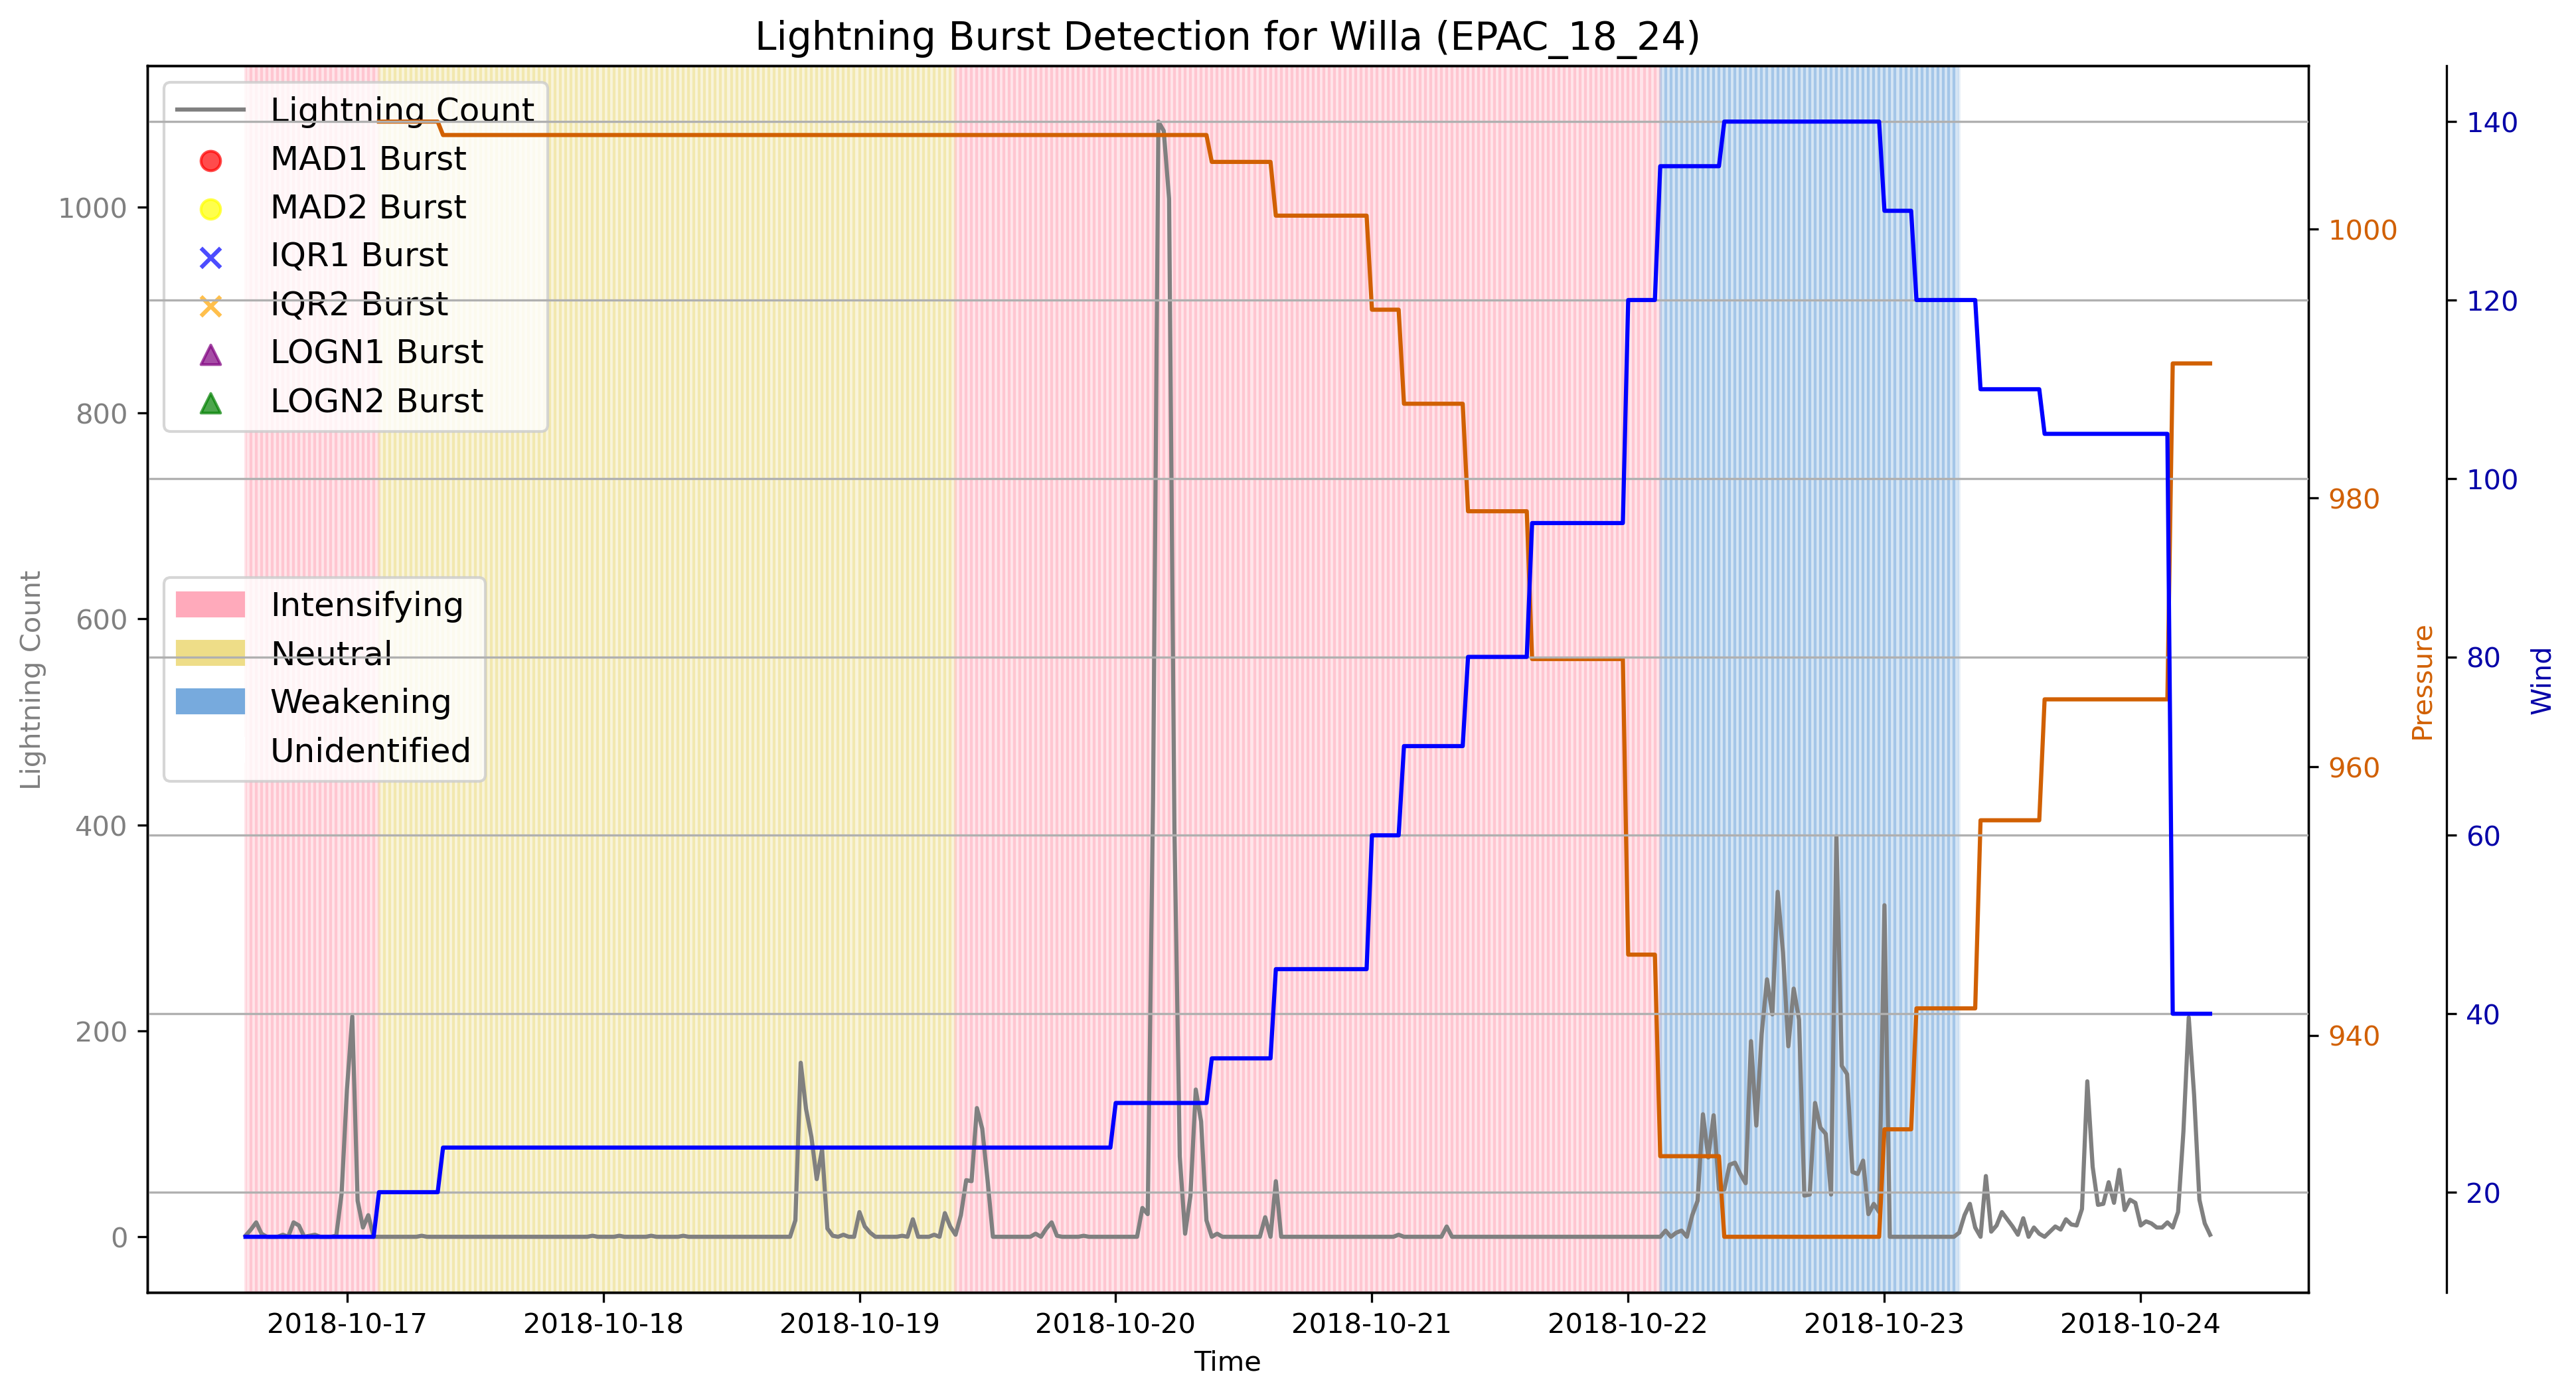 Lightning Burst Detection for Willa (EPAC_18_24)
Lightning Count
MAD1 Burst
MAD2 Burst
IQR1 Burst
IQR2 Burst
LOGN1 Burst
LOGN2 Burst
Intensifying
Neutral
Weakening
Unidentified
Lightning Count
1000
800
600
400
200
0
1000
980
960
940
Pressure
140
120
100
80
60
40
20
Wind
2018-10-17
2018-10-18
2018-10-19
2018-10-20
2018-10-21
2018-10-22
2018-10-23
2018-10-24
Time